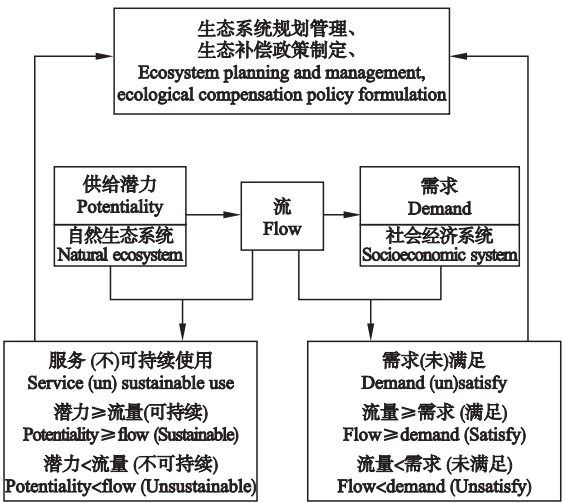 生态系统规划管理、
生态补偿政策制定、
Ecosystem planning and management,
ecological compensation policy formulation
供给潜力
Potentiality
自然生态系统
Natural ecosystem
流
Flow
需求
Demand
社会经济系统
Socioeconomic system
服务 (不)可持续使用
Service (un) sustainable use
潜力≥流量(可持续)
Potentiality≥flow (Sustainable)
潜力<流量 (不可持续)
Potentiality<flow (Unsustainable)
需求(未)满足
Demand (un)satisfy
流量≥需求 (满足)
Flow≥demand (Satisfy)
流量<需求 (未满足)
Flow<demand (Unsatisfy)